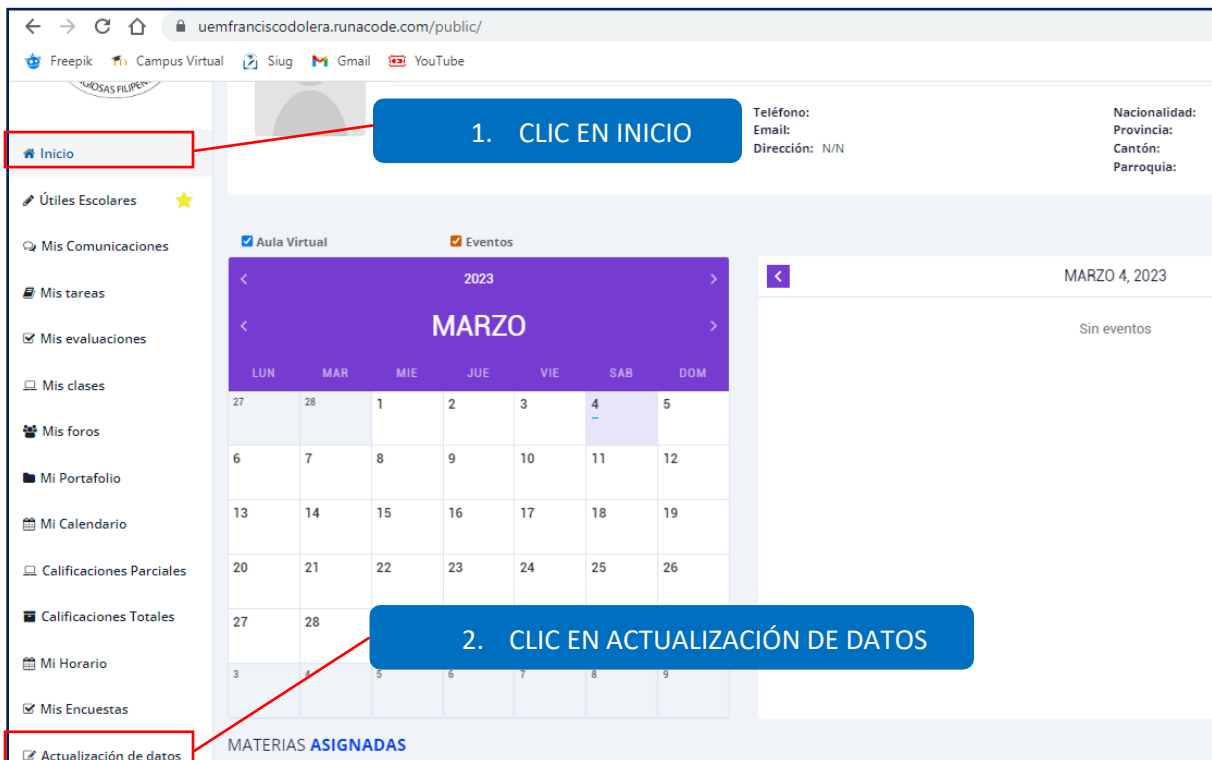 uemfranciscodolera.runacode.com/public/
Freepik Campus Virtual Siug Gmail YouTube
GIOSAS FILIPEN
1. CLIC EN INICIO
Teléfono:
Email:
Dirección: N/N
Nacionalidad:
Provincia:
Cantón:
Parroquia:
Inicio
Útiles Escolares
Mis Comunicaciones
Mis tareas
Mis evaluaciones
Mis clases
Mis foros
Mi Portafolio
Mi Calendario
Calificaciones Parciales
Calificaciones Totales
Mi Horario
Mis Encuestas
Actualización de datos
Aula Virtual Eventos
2023
MARZO
LUN MAR MIE JUE VIE SAB DOM
27 28 1 2 3 4 5
6 7 8 9 10 11 12
13 14 15 16 17 18 19
20 21 22 23 24 25 26
27 28
2. CLIC EN ACTUALIZACIÓN DE DATOS
3 4 5 6 7 8 9
MARZO 4, 2023
Sin eventos
MATERIAS ASIGNADAS